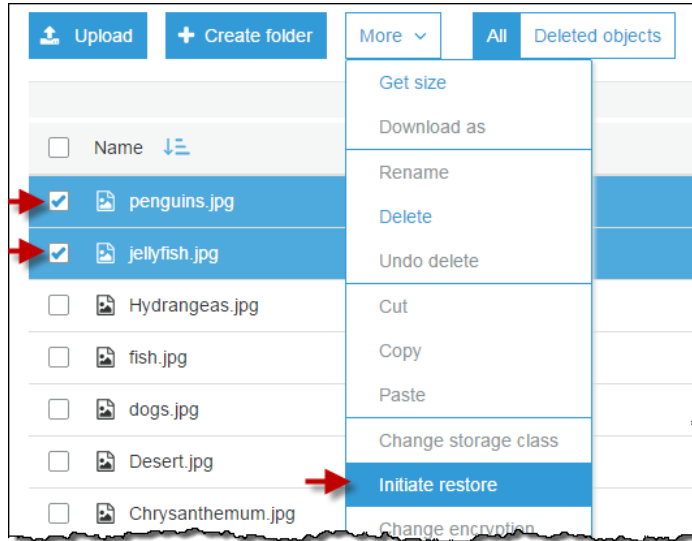 Upload Create folder More All Deleted objects
Get size
Download as
Name
Rename
penguins.jpg
Delete
jellyfish.jpg
Undo delete
Hydrangeas.jpg
Cut
fish.jpg
Copy
Paste
dogs.jpg
Change storage class
Desert.jpg
Initiate restore
Chrysanthemum.jpg
Change encryption